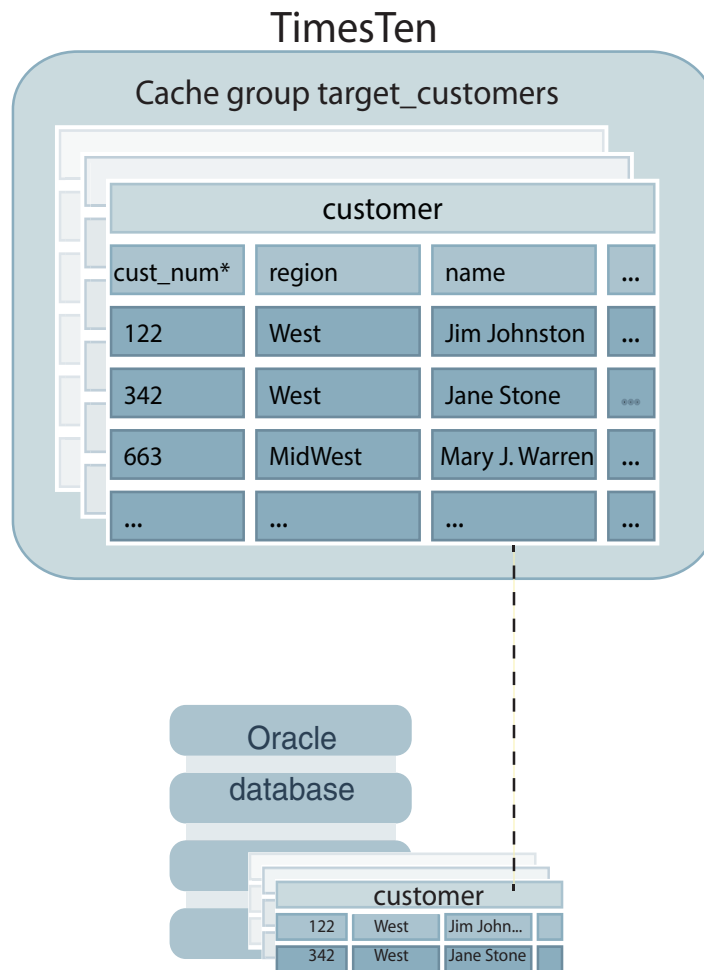 TimesTen
Cache group target_customers
customer
cust_num* region name ...
122 West Jim Johnston ...
342 West Jane Stone ...
663 MidWest Mary J. Warren ...
... ... ... ...
Oracle
database
customer
122 West Jim John...
342 West Jane Stone